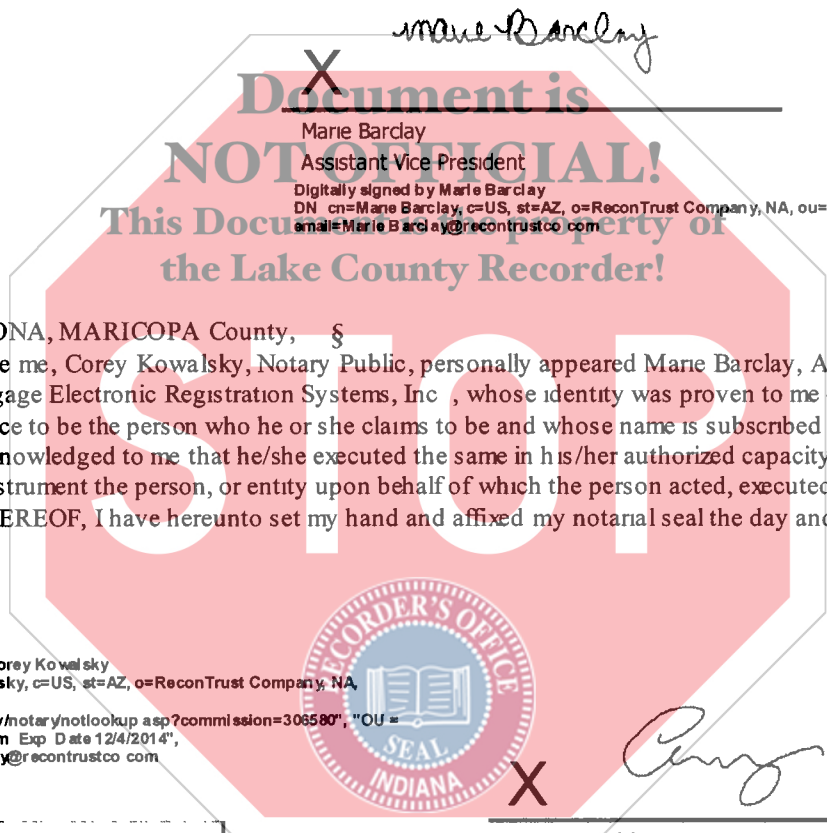 Marie Barclay
X
Document is
Marie Barclay
NOT OFFICIAL!
Assistant Vice President
Digitally signed by Marie Barclay
DN cn=Marie Barclay, c=US, st=AZ, o=ReconTrust Company, NA, ou=
This Document is the property of
email=Marie Barclay@recontrustco com
the Lake County Recorder!
ONA, MARICOPA County, §
e me, Corey Kowalsky, Notary Public, personally appeared Marie Barclay, A
gage Electronic Registration Systems, Inc , whose identity was proven to me
ce to be the person who he or she claims to be and whose name is subscribed
nowledged to me that he/she executed the same in his/her authorized capacity
strument the person, or entity upon behalf of which the person acted, executed
EREOF, I have hereunto set my hand and affixed my notarial seal the day and
STOP
RECORDER'S OFFICE
SEAL
INDIANA
orey Kowalsky
sky, c=US, st=AZ, o=ReconTrust Company, NA,
/notary/notlookup asp?commission=306580", "OU =
m Exp Date 12/4/2014",
y@recontrustco com
X